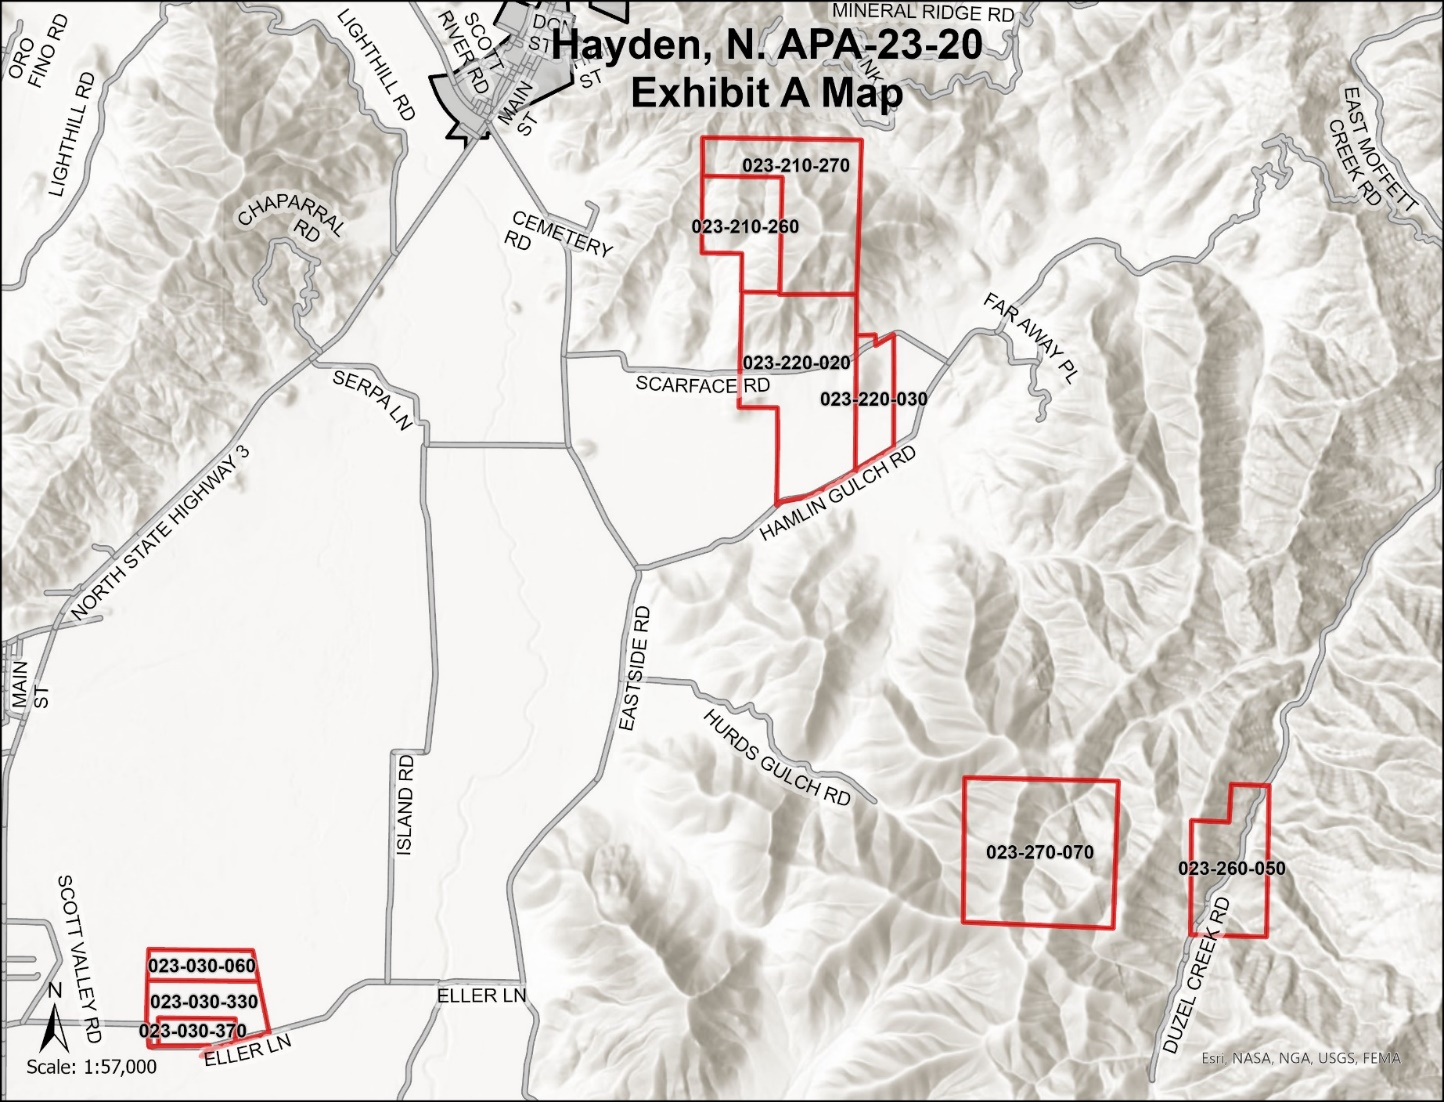 MINERAL RIDGE RD
ORO
FINO RD
LIGHTHILL RD
LIGHTHILL RD
SCOTT
RIVER RD
DON
ST
MAIN
ST
ST
Hayden, N. APA-23-20
Exhibit A Map
EAST MOFFETT
CREEK RD
023-210-270
CHAPARRAL
RD
CEMETERY
RD
023-210-260
FAR AWAY PL
023-220-020
SERPA LN
SCARFACE RD
023-220-030
NORTH STATE HIGHWAY 3
HAMLIN GULCH RD
EASTSIDE RD
MAIN
ST
HURDS GULCH RD
ISLAND RD
023-270-070
023-260-050
SCOTT VALLEY RD
DUZEL CREEK RD
023-030-060
023-030-330
023-030-370
ELLER LN
ELLER LN
N
Scale: 1:57,000
Esri, NASA, NGA, USGS, FEMA